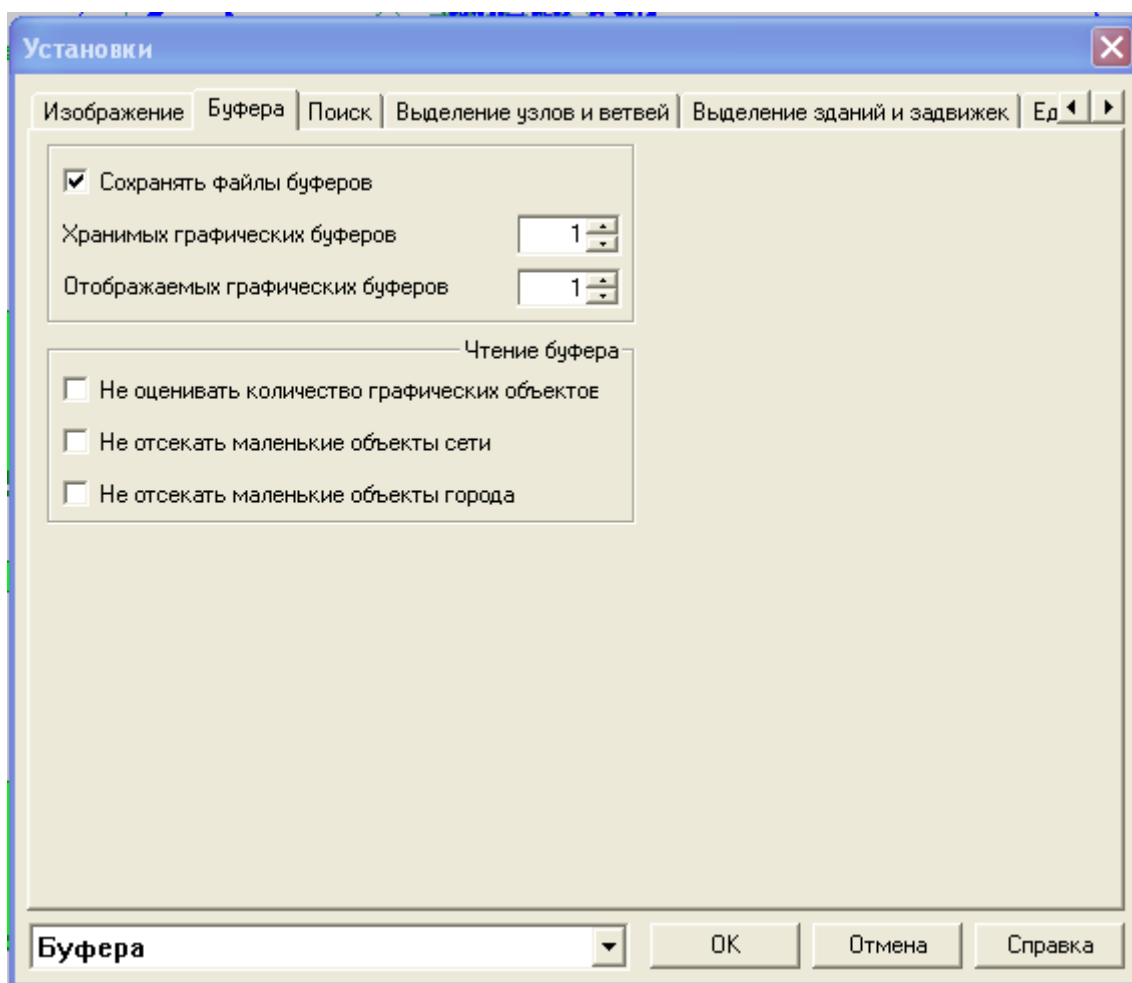 Установки
Изображение Буфера Поиск Выделение узлов и ветвей Выделение зданий и задвижек Ед
Сохранять файлы буферов
Хранимых графических буферов 1
Отображаемых графических буферов 1
Чтение буфера
Не оценивать количество графических объектов
Не отсекать маленькие объекты сети
Не отсекать маленькие объекты города
Буфера OK Отмена Справка